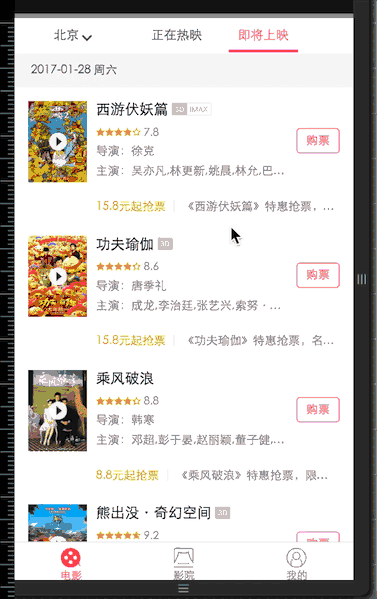 北京
正在热映
即将上映
2017-01-28 周六
西游伏妖篇 3D IMAX
7.8
导演：徐克
购票
主演：吴亦凡,林更新,姚晨,林允,巴...
15.8元起抢票
《西游伏妖篇》特惠抢票，...
功夫瑜伽 3D
8.6
导演：唐季礼
购票
主演：成龙,李治廷,张艺兴,索努·...
15.8元起抢票
《功夫瑜伽》特惠抢票，名...
乘风破浪
8.8
导演：韩寒
购票
主演：邓超,彭于晏,赵丽颖,董子健,...
8.8元起抢票
《乘风破浪》特惠抢票，限...
熊出没·奇幻空间 3D
9.2
购票
电影
影院
我的